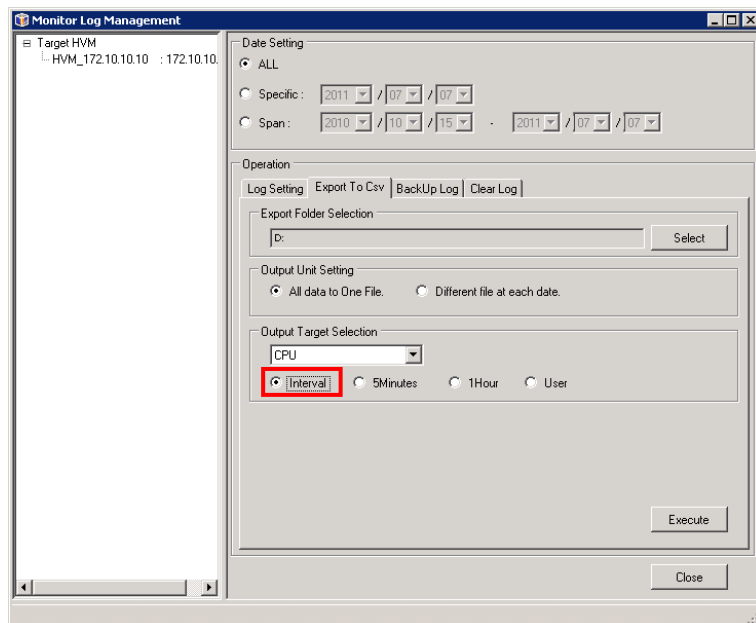 Monitor Log Management
Target HVM
HVM_172.10.10.10 : 172.10.10.
Date Setting
ALL
Specific : 2011 / 07 / 07
Span : 2010 / 10 / 15 - 2011 / 07 / 07
Operation
Log Setting Export To Csv BackUp Log Clear Log
Export Folder Selection
D: Select
Output Unit Setting
All data to One File. Different file at each date.
Output Target Selection
CPU
Interval 5Minutes 1Hour User
Execute
Close